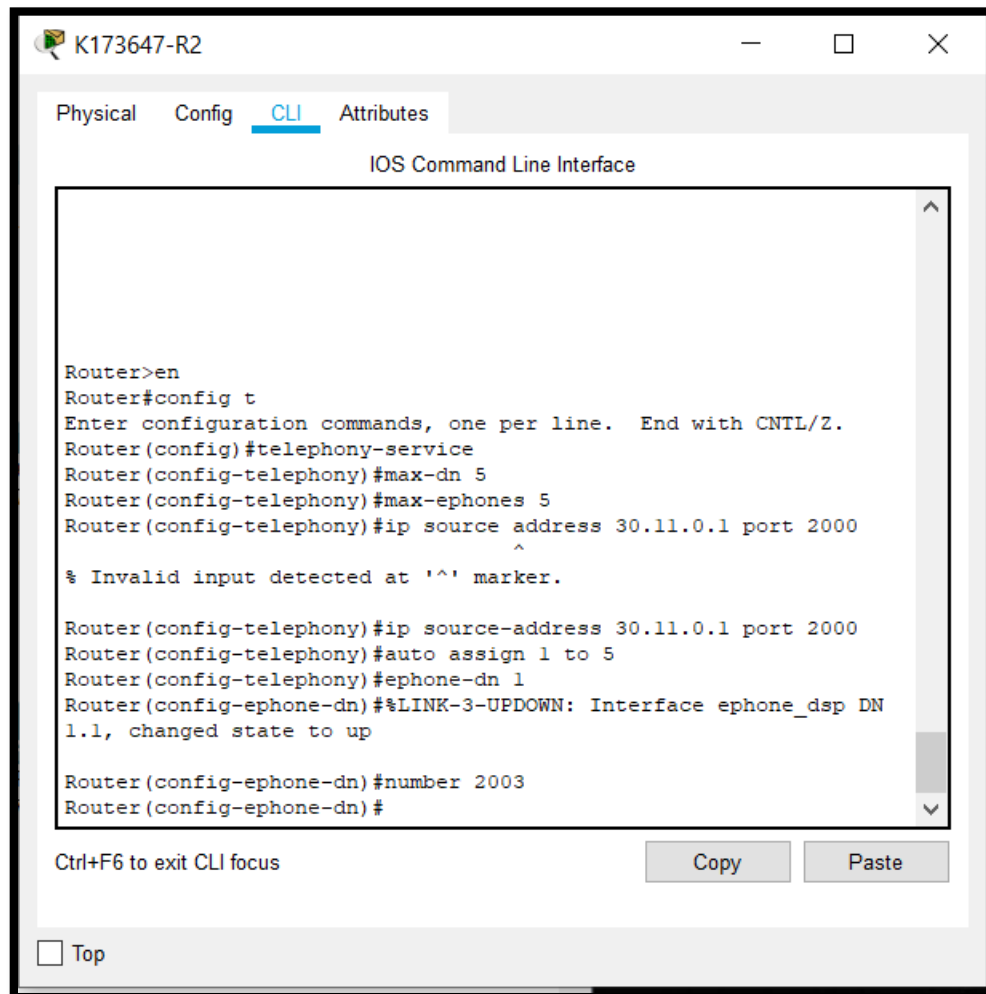 K173647-R2
Physical Config CLI Attributes
IOS Command Line Interface
Router>en
Router#config t
Enter configuration commands, one per line.  End with CNTL/Z.
Router(config)#telephony-service
Router(config-telephony)#max-dn 5
Router(config-telephony)#max-ephones 5
Router(config-telephony)#ip source address 30.11.0.1 port 2000
^
% Invalid input detected at '^' marker.
Router(config-telephony)#ip source-address 30.11.0.1 port 2000
Router(config-telephony)#auto assign 1 to 5
Router(config-telephony)#ephone-dn 1
Router(config-ephone-dn)#%LINK-3-UPDOWN: Interface ephone_dsp DN
1.1, changed state to up
Router(config-ephone-dn)#number 2003
Router(config-ephone-dn)#
Ctrl+F6 to exit CLI focus Copy Paste
Top